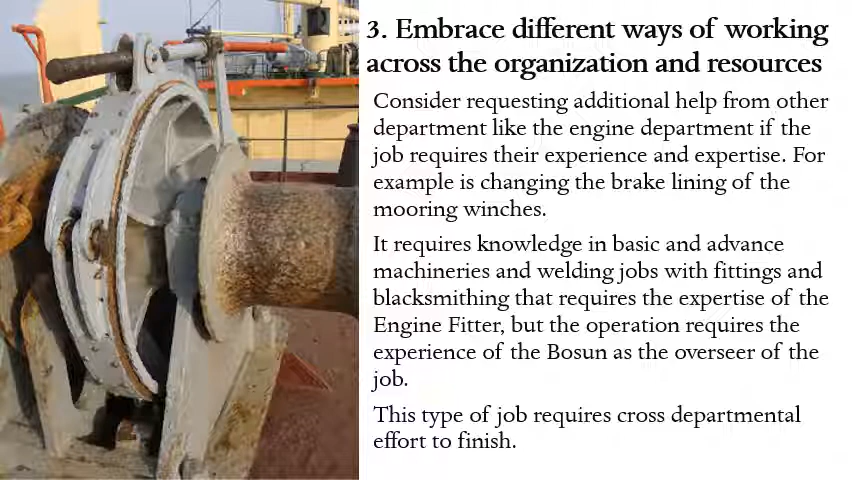 3. Embrace different ways of working
across the organization and resources
Consider requesting additional help from other
department like the engine department if the
job requires their experience and expertise. For
example is changing the brake lining of the
mooring winches.
It requires knowledge in basic and advance
machineries and welding jobs with fittings and
blacksmithing that requires the expertise of the
Engine Fitter, but the operation requires the
experience of the Bosun as the overseer of the
job.
This type of job requires cross departmental
effort to finish.